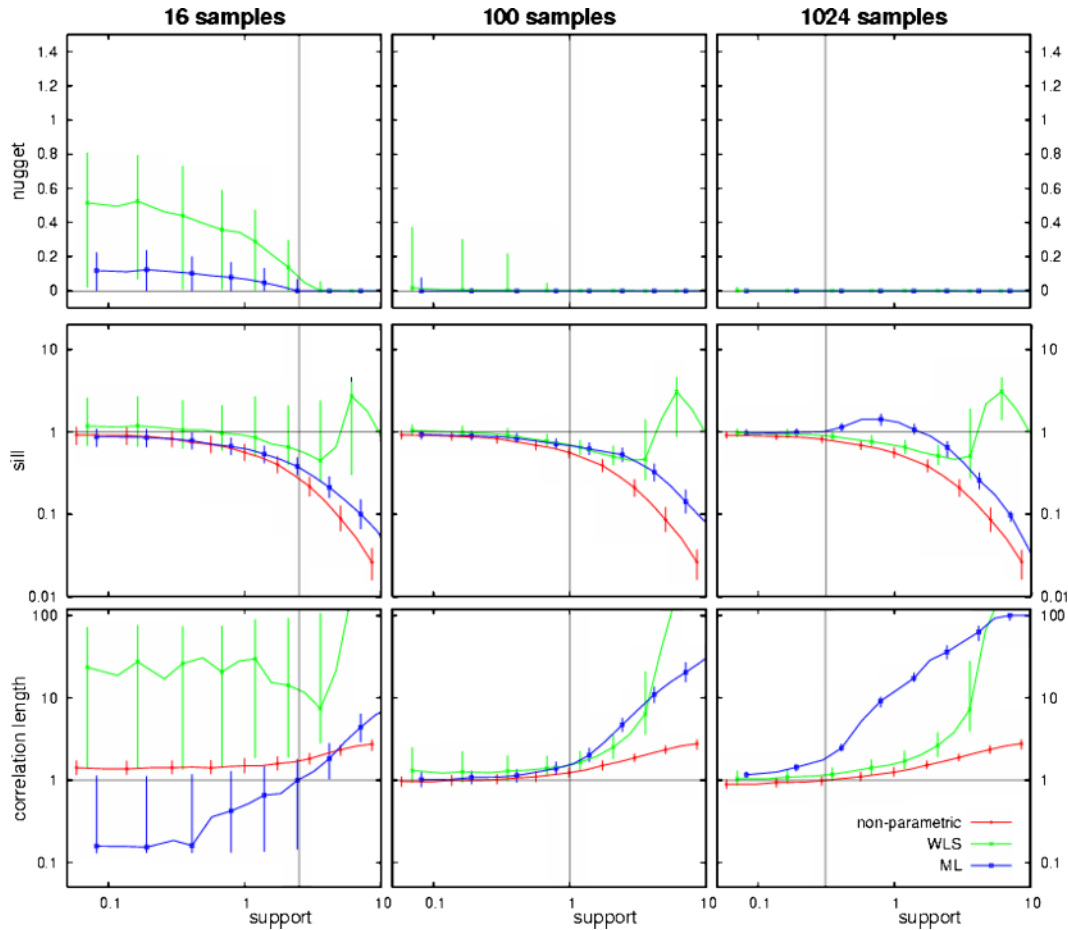 16 samples 100 samples 1024 samples
1.4 1.4
1.2 1.2
1 1
nugget
0.8 0.8
0.6 0.6
0.4 0.4
0.2 0.2
0 0
10 10
sill
1 1
0.1 0.1
0.01 0.01
100 100
correlation length
10 10
1 1
non-parametric
WLS
0.1 ML 0.1
0.1 1 0.1 1 0.1 1 10
support support support